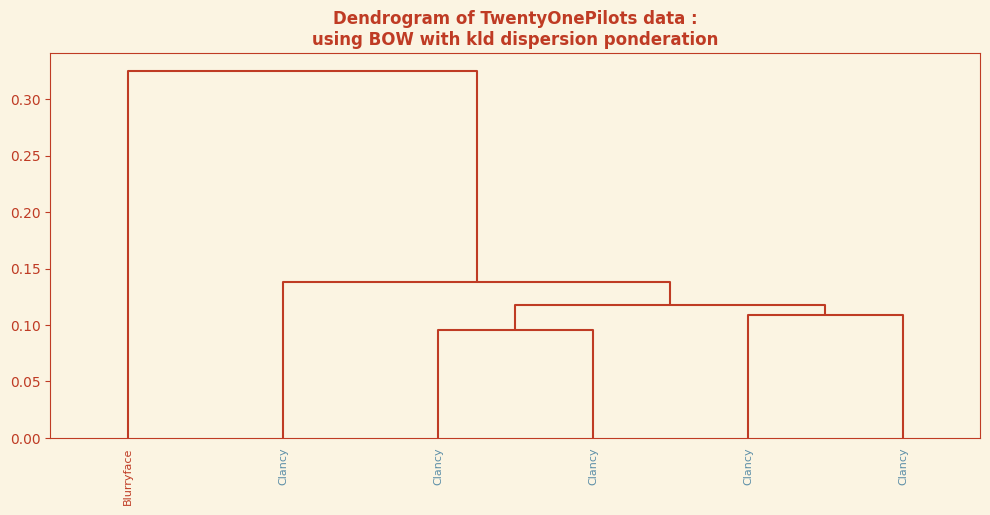 Dendrogram of TwentyOnePilots data :
using BOW with kld dispersion ponderation
0.30
0.25
0.20
0.15
0.10
0.05
0.00
Blurryface
Clancy
Clancy
Clancy
Clancy
Clancy